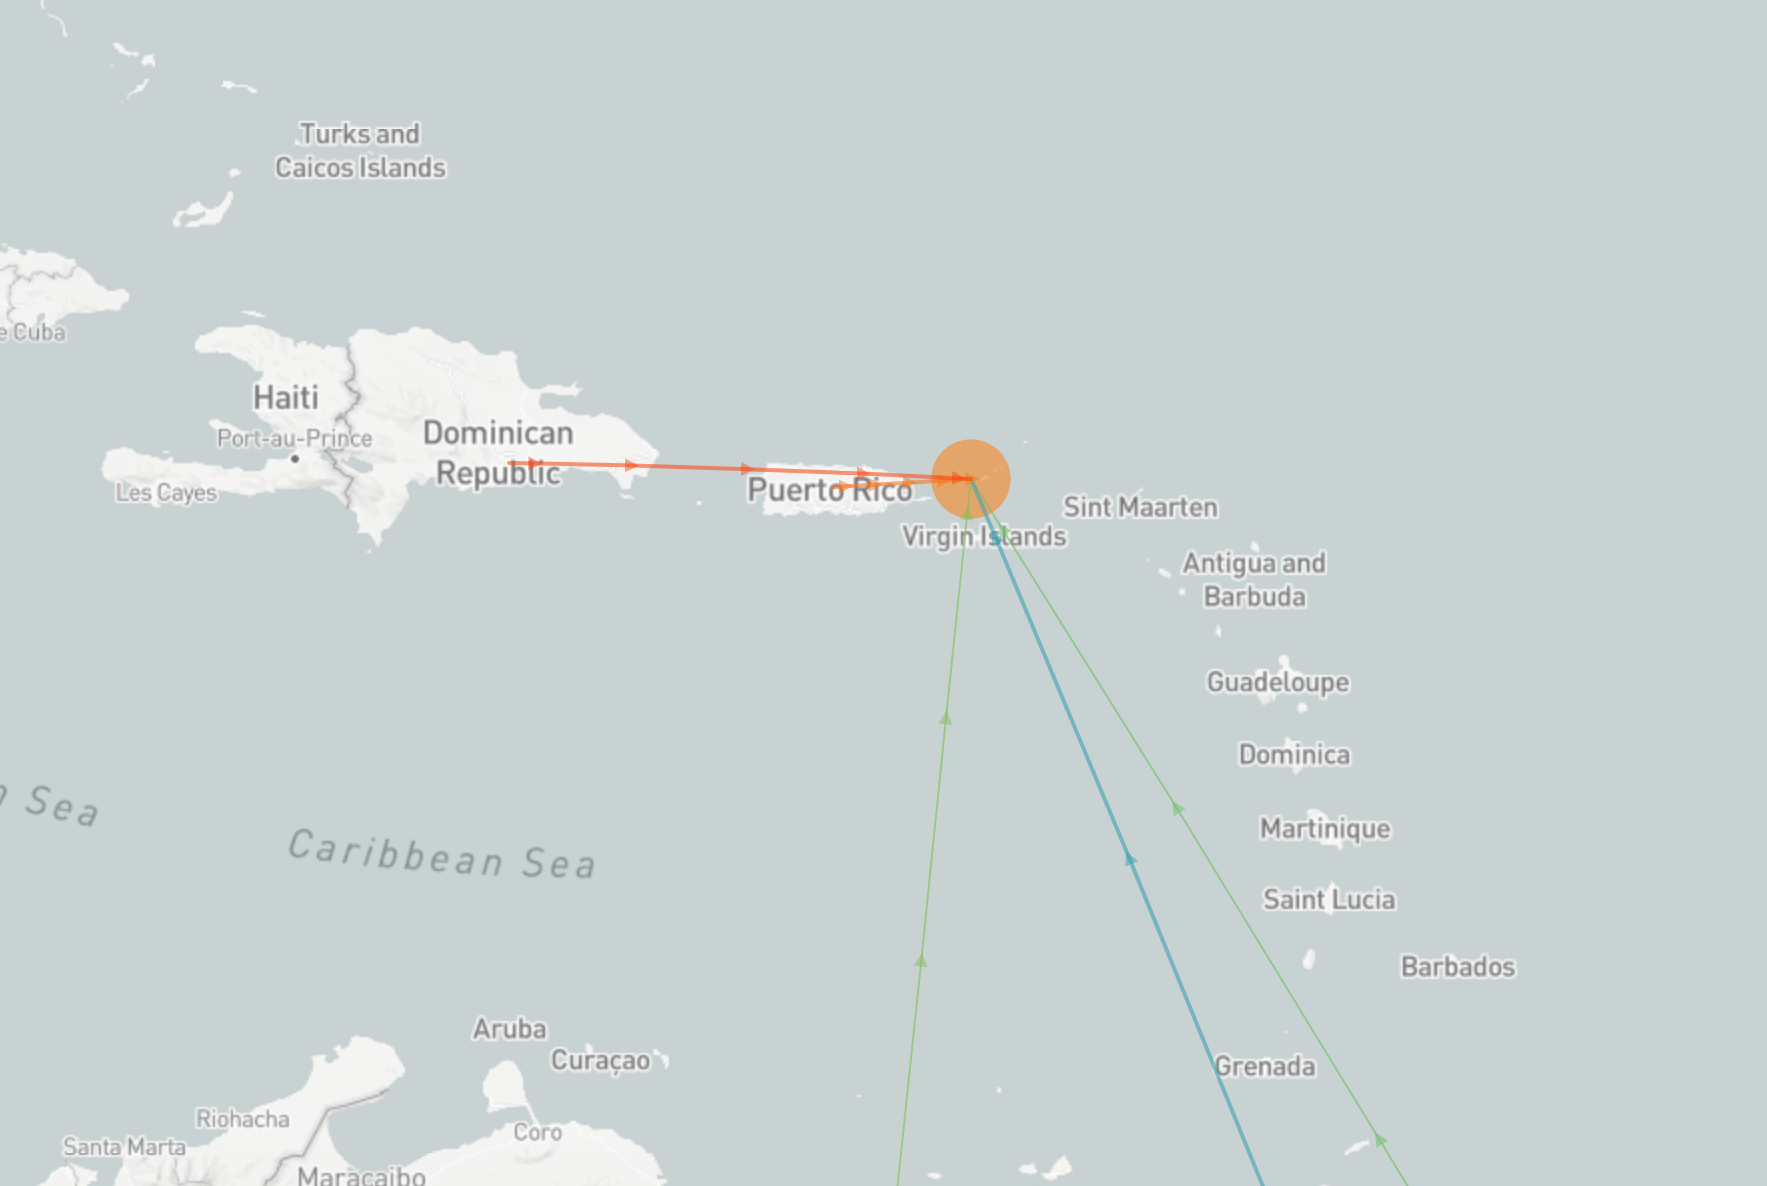 Turks and
Caicos Islands
e Cuba
Haiti
Port-au-Prince
Les Cayes
Dominican
Republic
Puerto Rico
Virgin Islands
Sint Maarten
Antigua and
Barbuda
Guadeloupe
Dominica
Martinique
Saint Lucia
Barbados
Grenada
n Sea
Caribbean Sea
Aruba
Curaçao
Riohacha
Santa Marta
Coro
Maracaibo